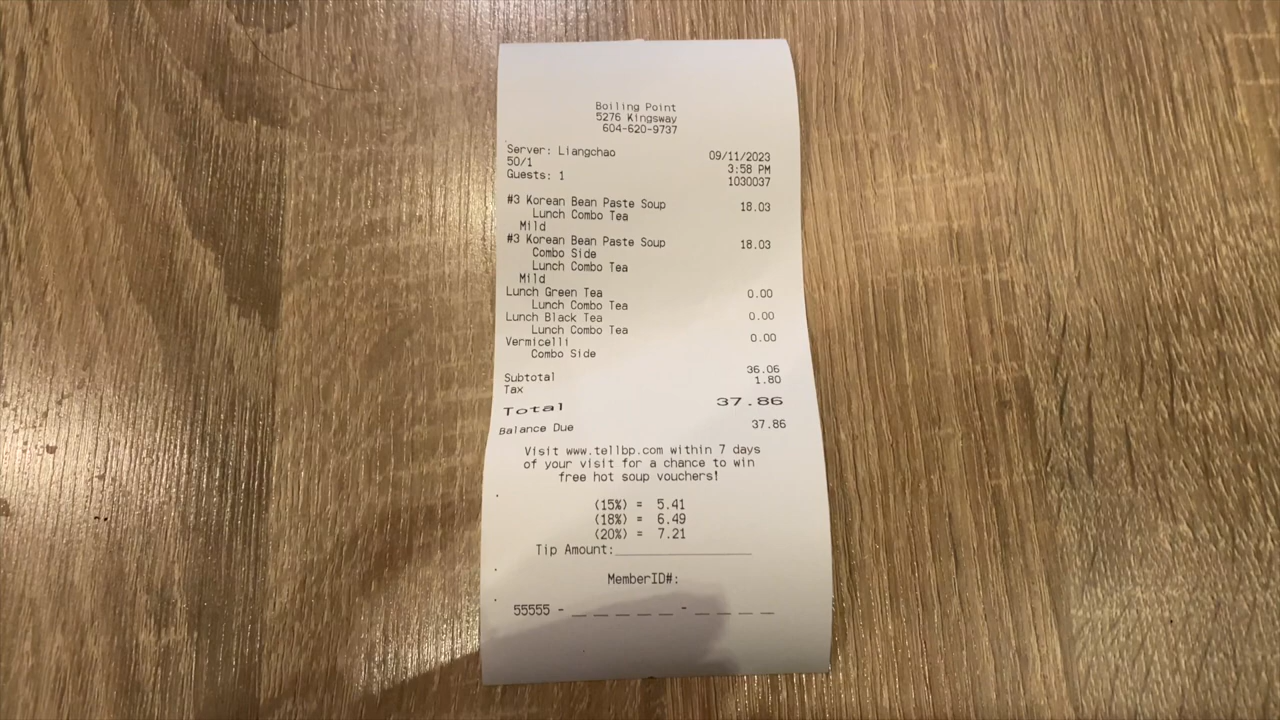 Boiling Point
5276 Kingsway
604-620-9737
Server: Liangchao 09/11/2023
50/1 3:58 PM
Guests: 1 1030037
#3 Korean Bean Paste Soup 18.03
Lunch Combo Tea
Mild
#3 Korean Bean Paste Soup 18.03
Combo Side
Lunch Combo Tea
Mild
Lunch Green Tea 0.00
Lunch Combo Tea
Lunch Black Tea 0.00
Lunch Combo Tea
Vermicelli 0.00
Combo Side
Subtotal 36.06
Tax 1.80
Total 37.86
Balance Due 37.86
Visit www.tellbp.com within 7 days
of your visit for a chance to win
free hot soup vouchers!
(15%) = 5.41
(18%) = 6.49
(20%) = 7.21
Tip Amount:__________________
MemberID#:
55555 - _ _ _ _ _ - _ _ _ _